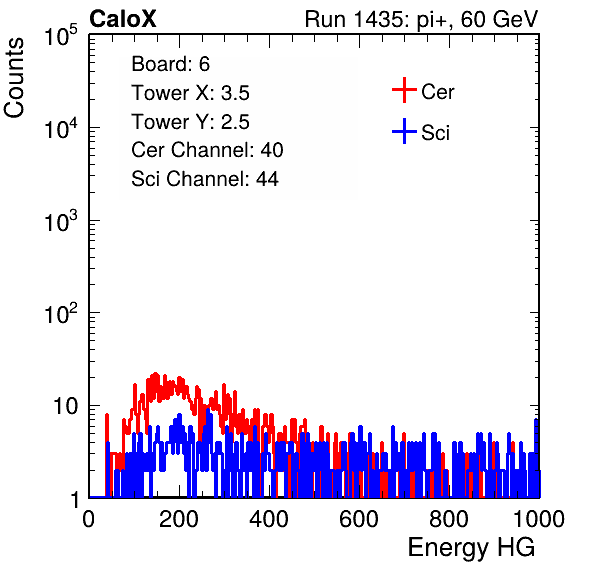 CaloX Run 1435: pi+, 60 GeV
Counts
10^5
10^4
10^3
10^2
10
1
Board: 6
Tower X: 3.5
Tower Y: 2.5
Cer Channel: 40
Sci Channel: 44
Cer
Sci
0 200 400 600 800 1000
Energy HG